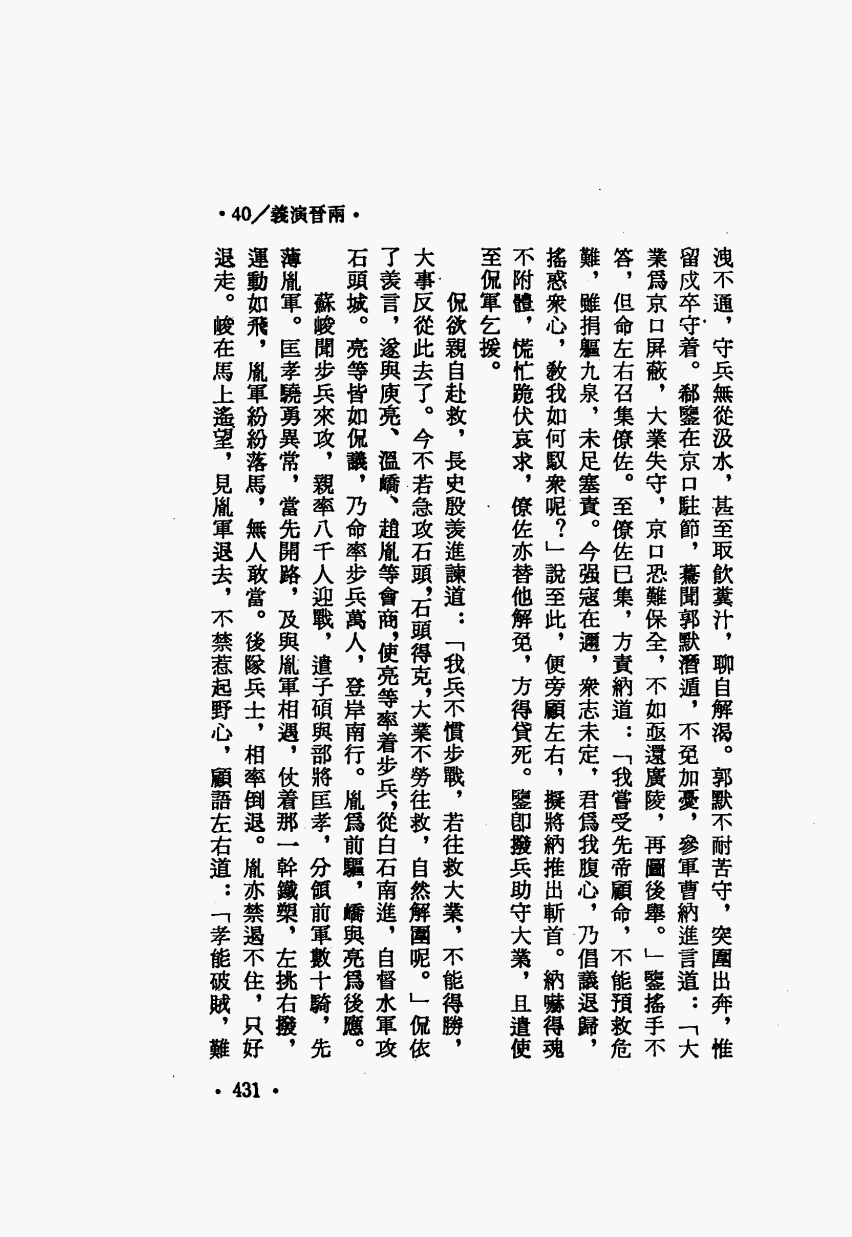 ·40／義演晉兩·
洩不通，守兵無從汲水，甚至取飲糞汁，聊自解渴。郭默不耐苦守，突圍出奔，惟
留戍卒守着。郗鑒在京口駐節，驀聞郭默潛遁，不免加憂，參軍曹納進言道：「大
業爲京口屏蔽，大業失守，京口恐難保全，不如亟還廣陵，再圖後舉。」鑒搖手不
答，但命左右召集僚佐。至僚佐已集，方責納道：「我嘗受先帝顧命，不能預救危
難，雖捐軀九泉，未足塞責。今强寇在邇，衆志未定，君爲我腹心，乃倡議退歸，
搖惑衆心，敎我如何馭衆呢？」說至此，便旁顧左右，擬將納推出斬首。納嚇得魂
不附體，慌忙跪伏哀求，僚佐亦替他解免，方得貸死。鑒卽撥兵助守大業，且遣使
至侃軍乞援。
侃欲親自赴救，長史殷羨進諫道：「我兵不慣步戰，若往救大業，不能得勝，
大事反從此去了。今不若急攻石頭，石頭得克，大業不勞往救，自然解圍呢。」侃依
了羨言，遂與庾亮、溫嶠、趙胤等會商，使亮等率着步兵，從白石南進，自督水軍攻
石頭城。亮等皆如侃議，乃命率步兵萬人，登岸南行。胤爲前驅，嶠與亮爲後應。
蘇峻聞步兵來攻，親率八千人迎戰，遣子碩與部將匡孝，分領前軍數十騎，先
薄胤軍。匡孝驍勇異常，當先開路，及與胤軍相遇，仗着那一幹鐵槊，左挑右撥，
運動如飛，胤軍紛紛落馬，無人敢當。後隊兵士，相率倒退。胤亦禁遏不住，只好
退走。峻在馬上遙望，見胤軍退去，不禁惹起野心，顧語左右道：「孝能破賊，難
·431·